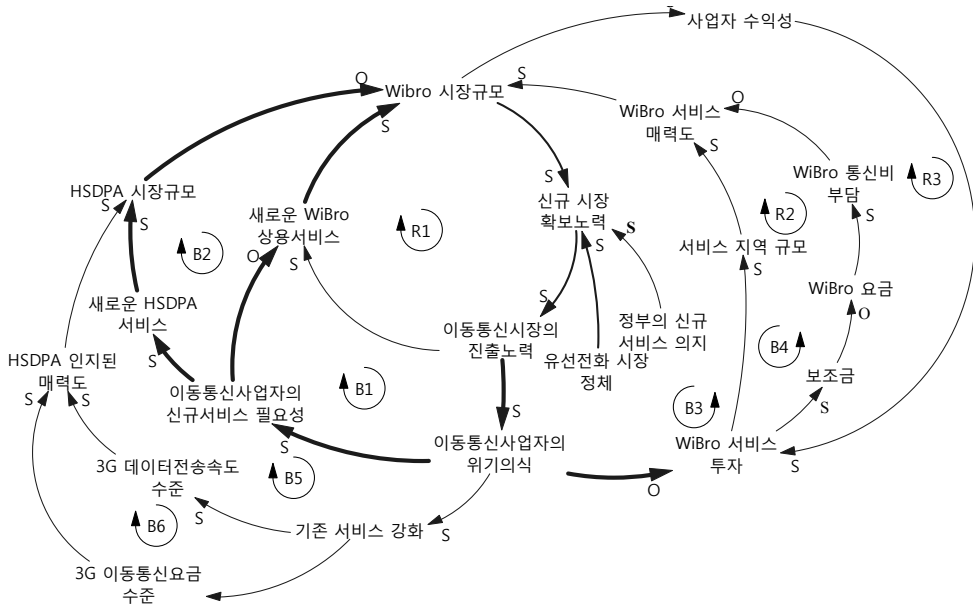 사업자 수익성
S
O
S
Wibro 시장규모
O
WiBro 서비스
매력도
S
S
WiBro 통신비
부담
S
HSDPA 시장규모
S
S
신규 시장
확보노력
R3
새로운 WiBro
상용서비스
R1
R2
S
S
S
서비스 지역 규모
B2
O
S
S
WiBro 요금
O
새로운 HSDPA
서비스
S
이동통신시장의
진출노력
정부의 신규
서비스 의지
HSDPA 인지된
매력도
S
유선전화 시장
정체
B4
보조금
S
S
S
이동통신사업자의
신규서비스 필요성
B1
B3
S
S
이동통신사업자의
위기의식
WiBro 서비스
투자
S
3G 데이터전송속도
수준
B5
O
S
B6
기존 서비스 강화
S
3G 이동통신요금
수준